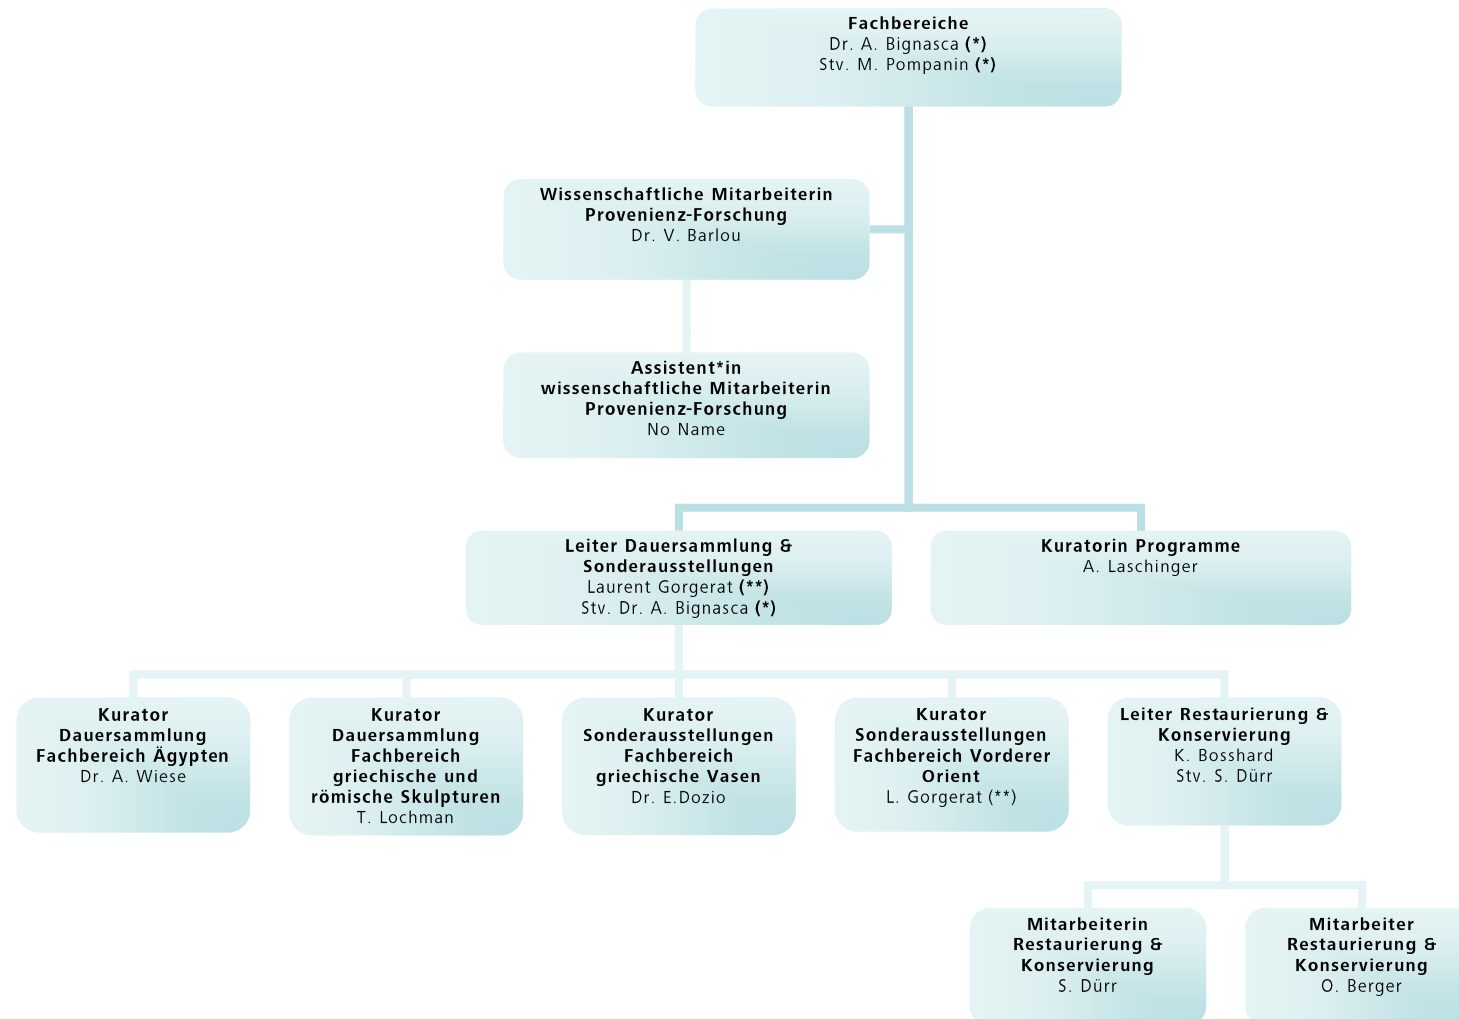 Fachbereiche
Dr. A. Bignasca (*)
Stv. M. Pompanin (*)
Wissenschaftliche Mitarbeiterin
Provenienz-Forschung
Dr. V. Barlou
Assistent*in
wissenschaftliche Mitarbeiterin
Provenienz-Forschung
No Name
Leiter Dauersammlung &
Sonderausstellungen
Laurent Gorgerat (**)
Stv. Dr. A. Bignasca (*)
Kuratorin Programme
A. Laschinger
Kurator
Dauersammlung
Fachbereich Ägypten
Dr. A. Wiese
Kurator
Dauersammlung
Fachbereich
griechische und
römische Skulpturen
T. Lochman
Kurator
Sonderausstellungen
Fachbereich
griechische Vasen
Dr. E.Dozio
Kurator
Sonderausstellungen
Fachbereich Vorderer
Orient
L. Gorgerat (**)
Leiter Restaurierung &
Konservierung
K. Bosshard
Stv. S. Dürr
Mitarbeiterin
Restaurierung &
Konservierung
S. Dürr
Mitarbeiter
Restaurierung &
Konservierung
O. Berger